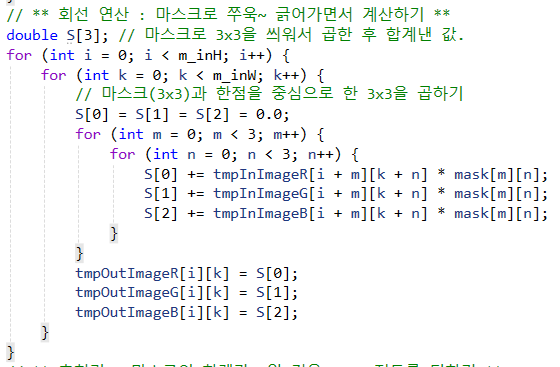 // ** 회선 연산 : 마스크로 쭈욱~ 긁어가면서 계산하기 **
double S[3]; // 마스크로 3x3을 씌워서 곱한 후 합계낸 값.
for (int i = 0; i < m_inH; i++) {
for (int k = 0; k < m_inW; k++) {
// 마스크(3x3)과 한점을 중심으로 한 3x3을 곱하기
S[0] = S[1] = S[2] = 0.0;
for (int m = 0; m < 3; m++) {
for (int n = 0; n < 3; n++) {
S[0] += tmpInImageR[i + m][k + n] * mask[m][n];
S[1] += tmpInImageG[i + m][k + n] * mask[m][n];
S[2] += tmpInImageB[i + m][k + n] * mask[m][n];
}
}
tmpOutImageR[i][k] = S[0];
tmpOutImageG[i][k] = S[1];
tmpOutImageB[i][k] = S[2];
}
}